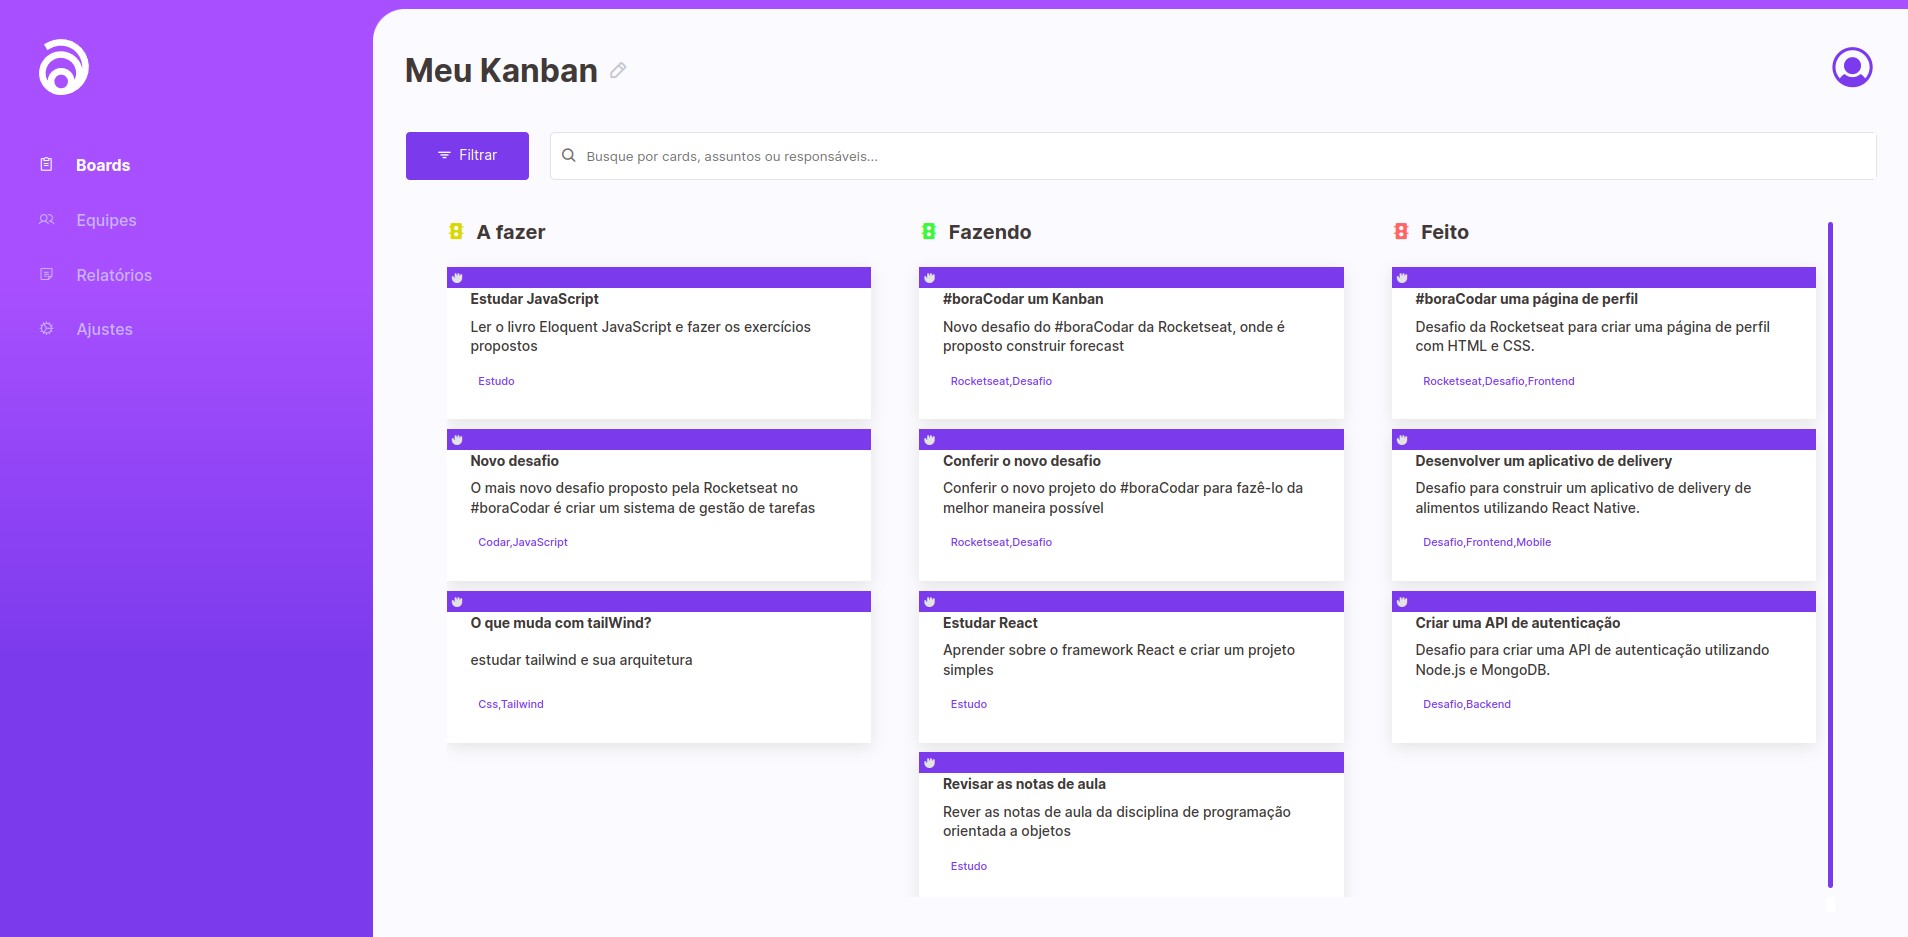 Meu Kanban
Boards
Equipes
Relatórios
Ajustes
Filtrar
Busque por cards, assuntos ou responsáveis...
A fazer
Estudar JavaScript
Ler o livro Eloquent JavaScript e fazer os exercícios
propostos
Estudo
Novo desafio
O mais novo desafio proposto pela Rocketseat no
#boraCodar é criar um sistema de gestão de tarefas
Codar,JavaScript
O que muda com tailWind?
estudar tailwind e sua arquitetura
Css,Tailwind
Fazendo
#boraCodar um Kanban
Novo desafio do #boraCodar da Rocketseat, onde é
proposto construir forecast
Rocketseat,Desafio
Conferir o novo desafio
Conferir o novo projeto do #boraCodar para fazê-lo da
melhor maneira possível
Rocketseat,Desafio
Estudar React
Aprender sobre o framework React e criar um projeto
simples
Estudo
Revisar as notas de aula
Rever as notas de aula da disciplina de programação
orientada a objetos
Estudo
Feito
#boraCodar uma página de perfil
Desafio da Rocketseat para criar uma página de perfil
com HTML e CSS.
Rocketseat,Desafio,Frontend
Desenvolver um aplicativo de delivery
Desafio para construir um aplicativo de delivery de
alimentos utilizando React Native.
Desafio,Frontend,Mobile
Criar uma API de autenticação
Desafio para criar uma API de autenticação utilizando
Node.js e MongoDB.
Desafio,Backend